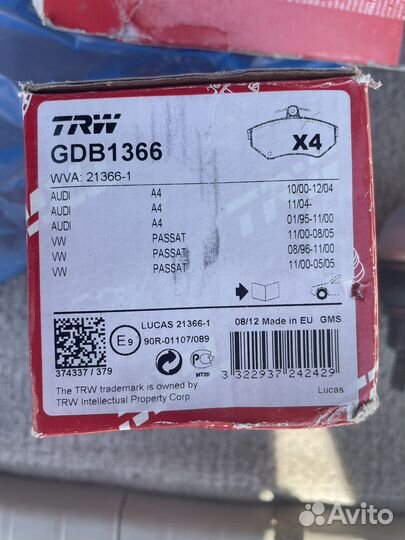 TRW
GDB1366
X4
WVA: 21366-1
AUDI A4 10/00-12/04
AUDI A4 11/04-
AUDI A4 01/95-11/00
VW PASSAT 11/00-08/05
VW PASSAT 08/96-11/00
VW PASSAT 11/00-05/05
LUCAS 21366-1 08/12 Made in EU GMS
E9 90R-01107/089
MT20
374337 / 379
3 322937 242429
The TRW trademark is owned by Lucas
TRW Intellectual Property Corp
Avito